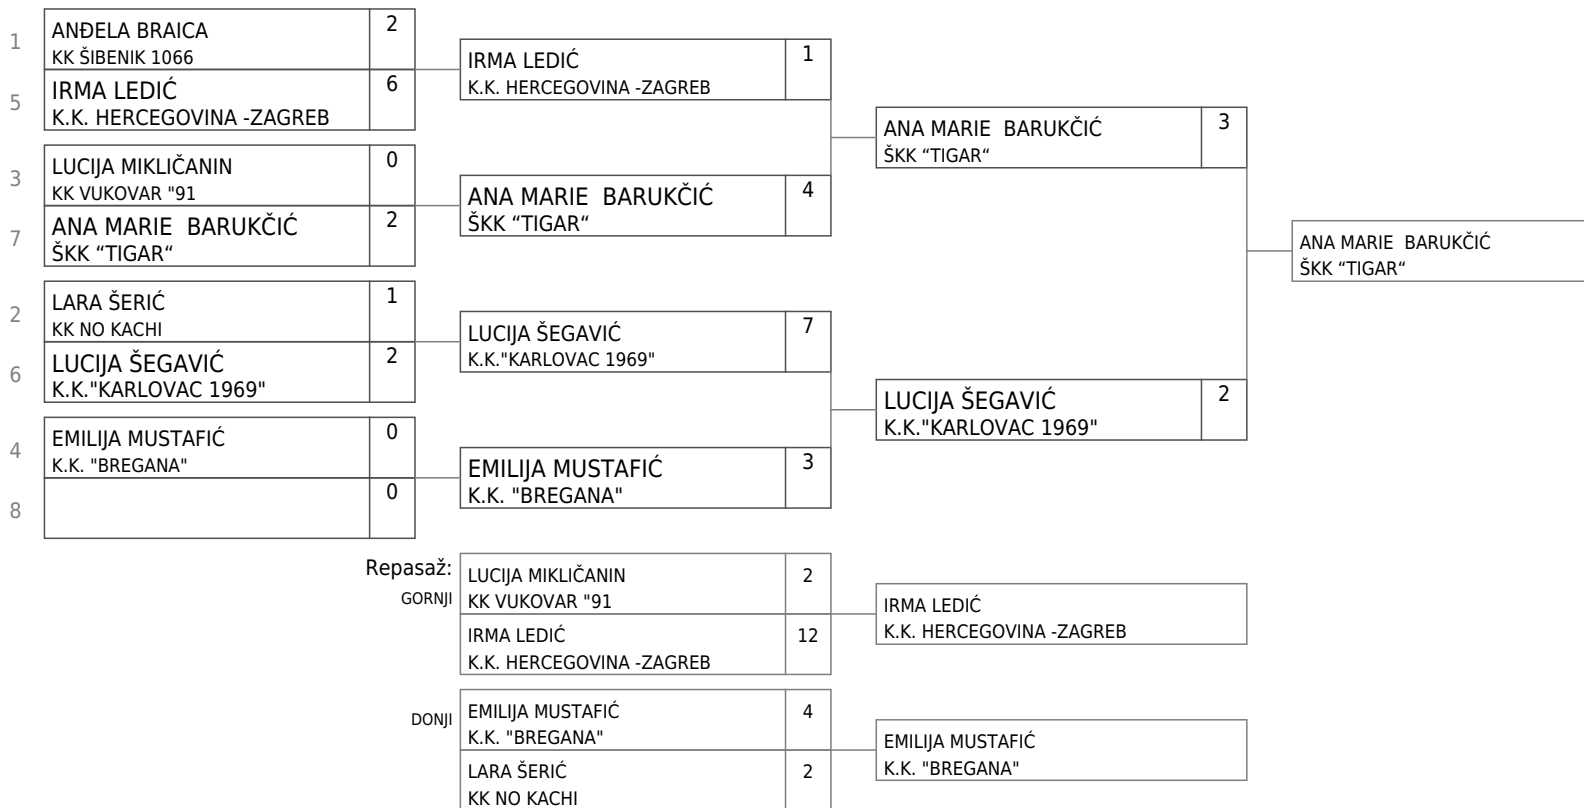 1
ANĐELA BRAICA
2
KK ŠIBENIK 1066
5
IRMA LEDIĆ
6
K.K. HERCEGOVINA -ZAGREB
3
LUCIJA MIKLIČANIN
0
KK VUKOVAR "91
7
ANA MARIE  BARUKČIĆ
2
ŠKK “TIGAR“
2
LARA ŠERIĆ
1
KK NO KACHI
6
LUCIJA ŠEGAVIĆ
2
K.K."KARLOVAC 1969"
4
EMILIJA MUSTAFIĆ
0
K.K. "BREGANA"
8
0
IRMA LEDIĆ
1
K.K. HERCEGOVINA -ZAGREB
ANA MARIE  BARUKČIĆ
4
ŠKK “TIGAR“
LUCIJA ŠEGAVIĆ
7
K.K."KARLOVAC 1969"
EMILIJA MUSTAFIĆ
3
K.K. "BREGANA"
ANA MARIE  BARUKČIĆ
3
ŠKK “TIGAR“
LUCIJA ŠEGAVIĆ
2
K.K."KARLOVAC 1969"
ANA MARIE  BARUKČIĆ
ŠKK “TIGAR“
Repasaž:
GORNJI
LUCIJA MIKLIČANIN
2
KK VUKOVAR "91
IRMA LEDIĆ
12
K.K. HERCEGOVINA -ZAGREB
IRMA LEDIĆ
K.K. HERCEGOVINA -ZAGREB
DONJI
EMILIJA MUSTAFIĆ
4
K.K. "BREGANA"
LARA ŠERIĆ
2
KK NO KACHI
EMILIJA MUSTAFIĆ
K.K. "BREGANA"